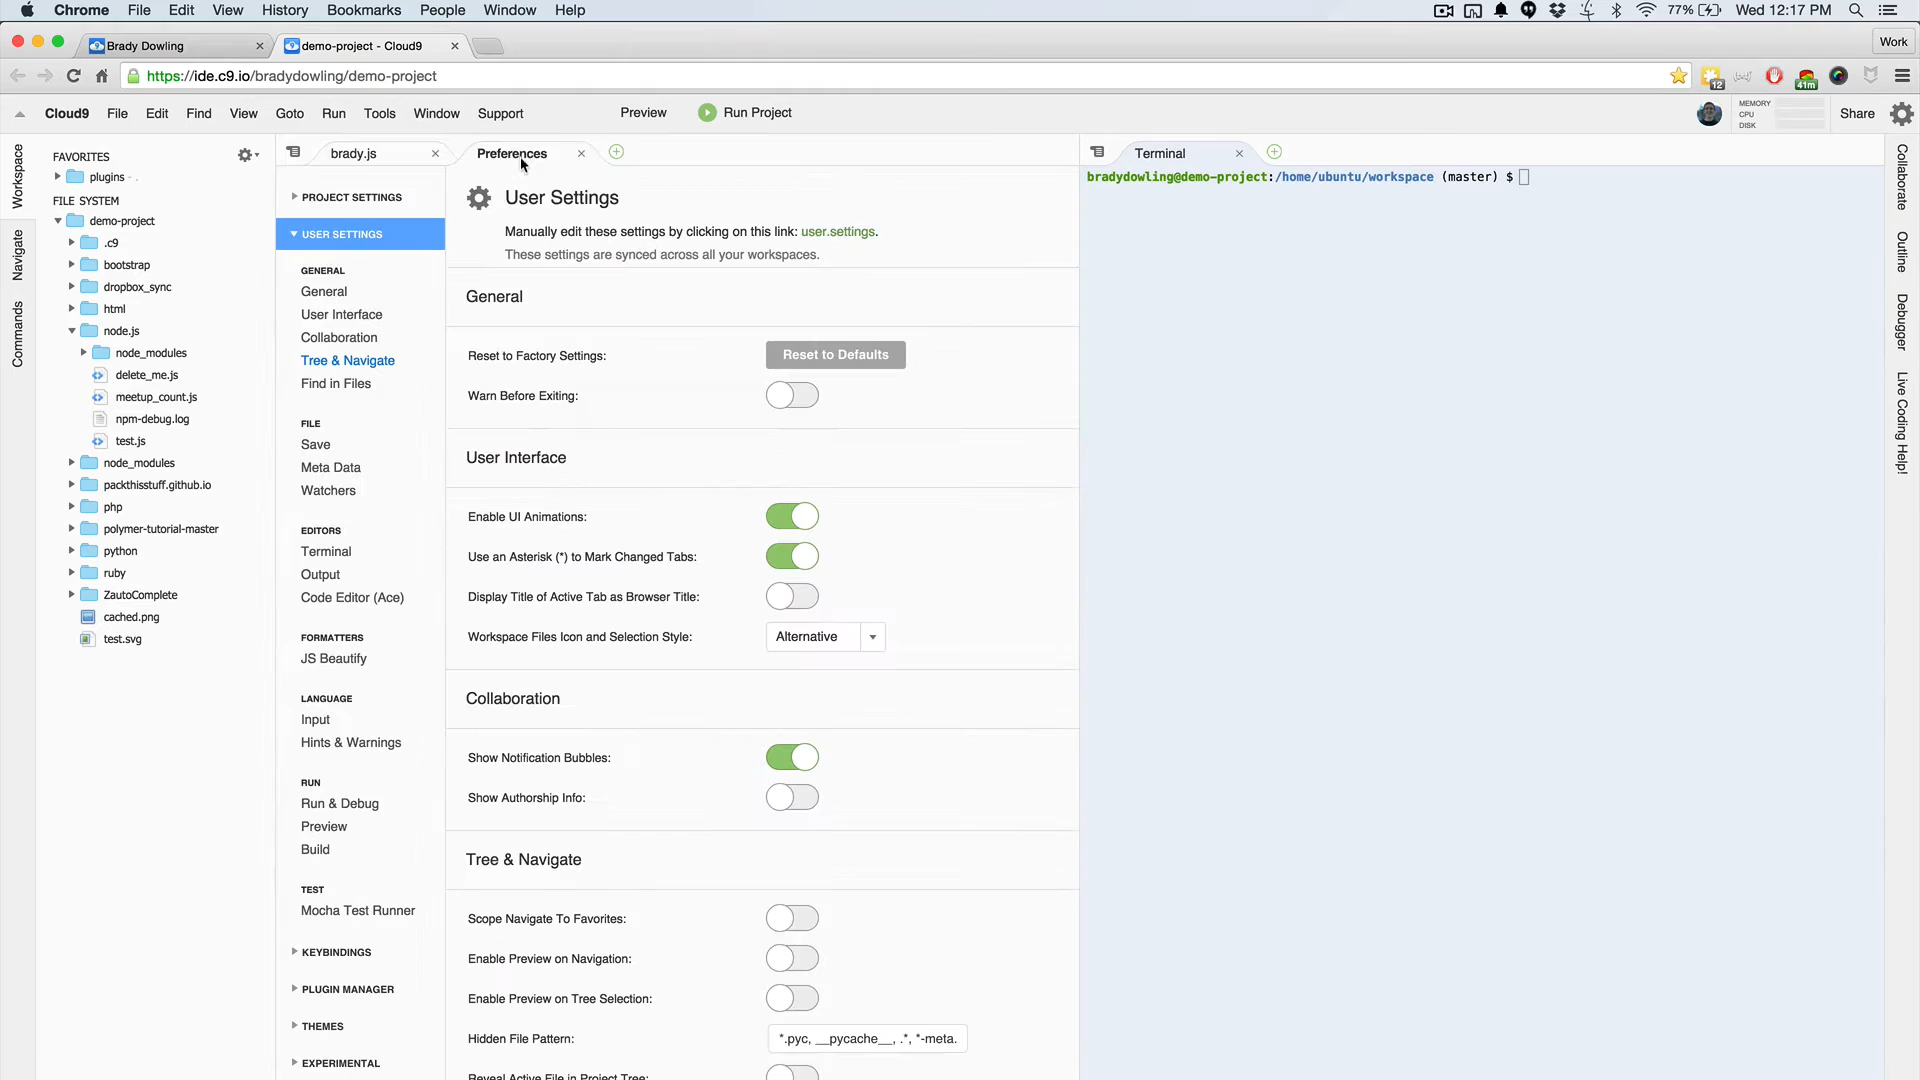 Chrome File Edit View History Bookmarks People Window Help 77% Wed 12:17 PM
Brady Dowling demo-project - Cloud9 Work
https://ide.c9.io/bradydowling/demo-project 12 41m
Cloud9 File Edit Find View Goto Run Tools Window Support Preview Run Project MEMORY CPU DISK Share
Workspace
Navigate
Commands
FAVORITES
plugins - .
FILE SYSTEM
demo-project
.c9
bootstrap
dropbox_sync
html
node.js
node_modules
delete_me.js
meetup_count.js
npm-debug.log
test.js
node_modules
packthisstuff.github.io
php
polymer-tutorial-master
python
ruby
ZautoComplete
cached.png
test.svg
brady.js Preferences
PROJECT SETTINGS
USER SETTINGS
GENERAL
General
User Interface
Collaboration
Tree & Navigate
Find in Files
FILE
Save
Meta Data
Watchers
EDITORS
Terminal
Output
Code Editor (Ace)
FORMATTERS
JS Beautify
LANGUAGE
Input
Hints & Warnings
RUN
Run & Debug
Preview
Build
TEST
Mocha Test Runner
KEYBINDINGS
PLUGIN MANAGER
THEMES
EXPERIMENTAL
User Settings
Manually edit these settings by clicking on this link: user.settings.
These settings are synced across all your workspaces.
General
Reset to Factory Settings: Reset to Defaults
Warn Before Exiting:
User Interface
Enable UI Animations:
Use an Asterisk (*) to Mark Changed Tabs:
Display Title of Active Tab as Browser Title:
Workspace Files Icon and Selection Style: Alternative
Collaboration
Show Notification Bubbles:
Show Authorship Info:
Tree & Navigate
Scope Navigate To Favorites:
Enable Preview on Navigation:
Enable Preview on Tree Selection:
Hidden File Pattern: *.pyc, __pycache__, .*, *-meta.
Reveal Active File in Project Tree:
Terminal
bradydowling@demo-project:/home/ubuntu/workspace (master) $
Collaborate
Outline
Debugger
Live Coding Help!